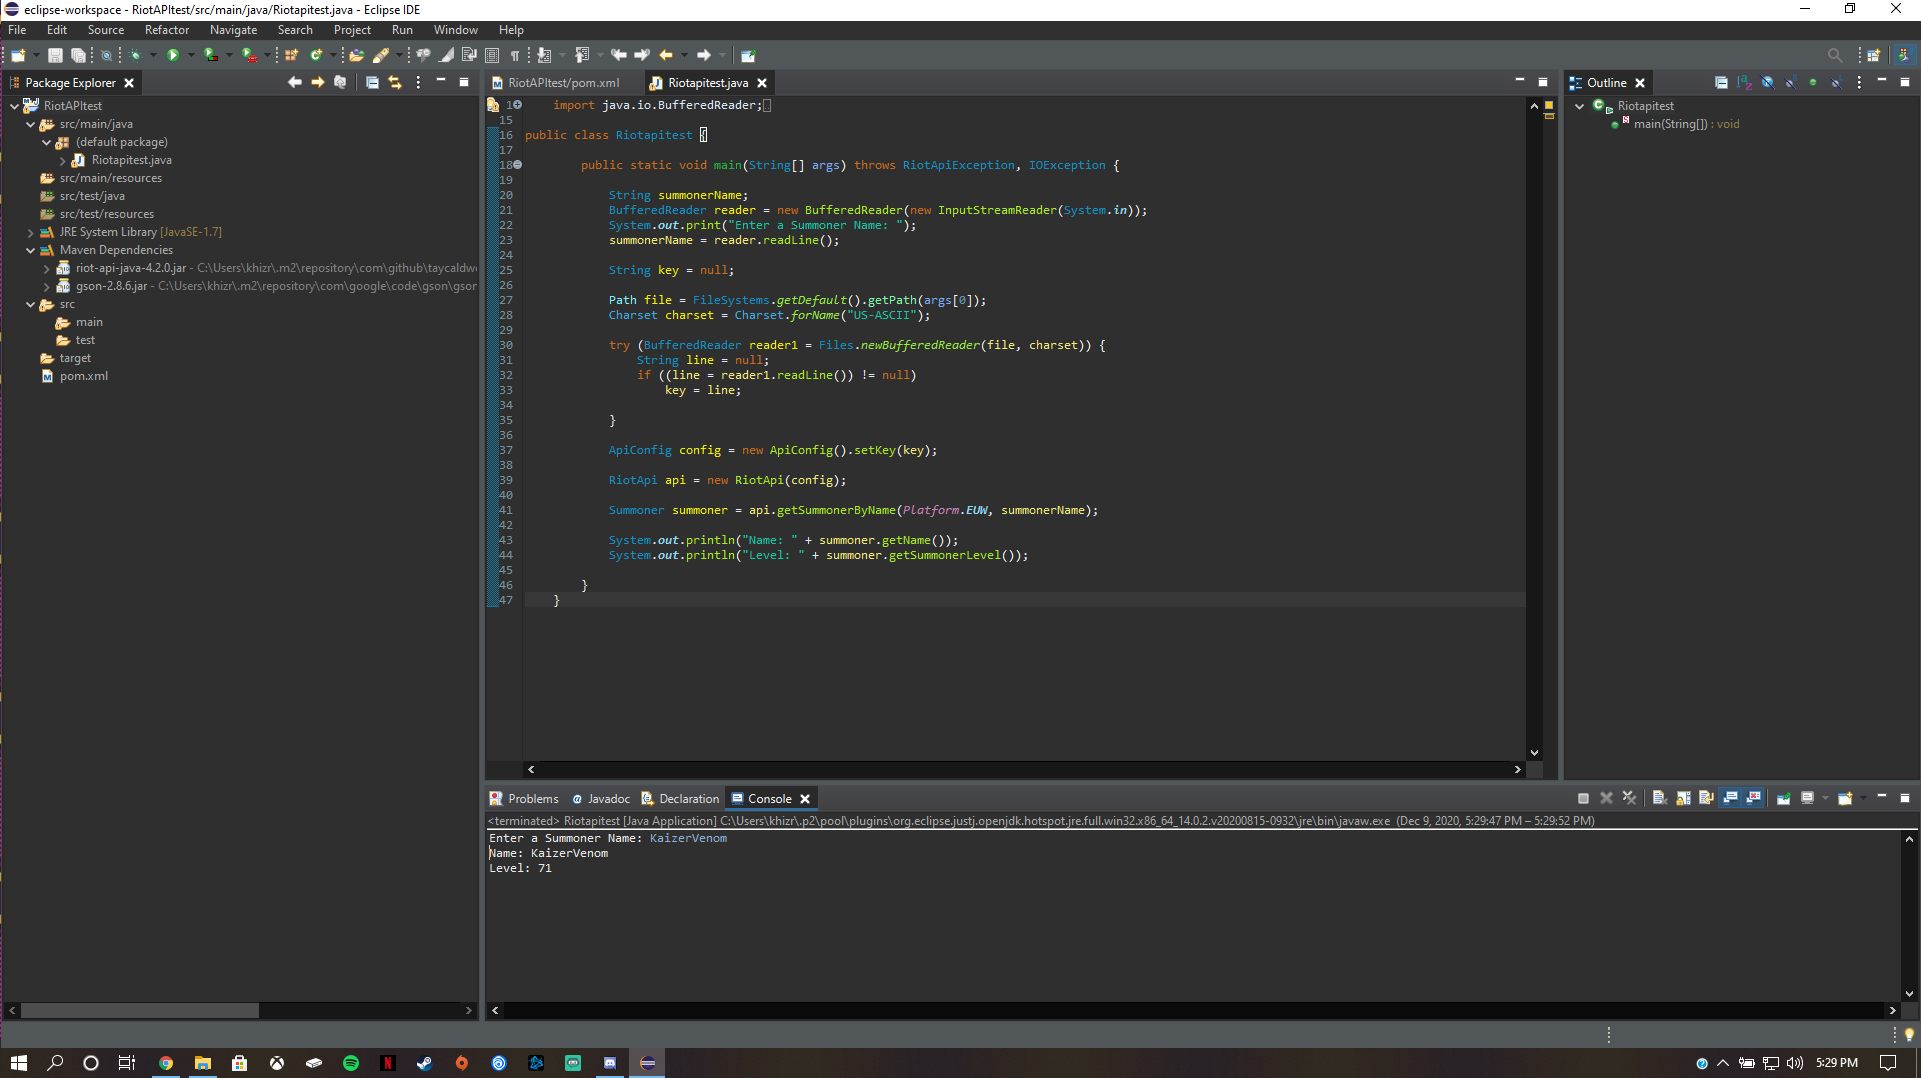 eclipse-workspace - RiotAPItest/src/main/java/Riotapitest.java - Eclipse IDE
File Edit Source Refactor Navigate Search Project Run Window Help
Package Explorer
RiotAPItest
src/main/java
(default package)
Riotapitest.java
src/main/resources
src/test/java
src/test/resources
JRE System Library [JavaSE-1.7]
Maven Dependencies
riot-api-java-4.2.0.jar - C:\Users\khizr\.m2\repository\com\github\taycaldwe
gson-2.8.6.jar - C:\Users\khizr\.m2\repository\com\google\code\gson\gson
src
main
test
target
pom.xml
RiotAPItest/pom.xml Riotapitest.java
1 import java.io.BufferedReader;
15
16 public class Riotapitest {
17
18 public static void main(String[] args) throws RiotApiException, IOException {
19
20 String summonerName;
21 BufferedReader reader = new BufferedReader(new InputStreamReader(System.in));
22 System.out.print("Enter a Summoner Name: ");
23 summonerName = reader.readLine();
24
25 String key = null;
26
27 Path file = FileSystems.getDefault().getPath(args[0]);
28 Charset charset = Charset.forName("US-ASCII");
29
30 try (BufferedReader reader1 = Files.newBufferedReader(file, charset)) {
31 String line = null;
32 if ((line = reader1.readLine()) != null)
33 key = line;
34
35 }
36
37 ApiConfig config = new ApiConfig().setKey(key);
38
39 RiotApi api = new RiotApi(config);
40
41 Summoner summoner = api.getSummonerByName(Platform.EUW, summonerName);
42
43 System.out.println("Name: " + summoner.getName());
44 System.out.println("Level: " + summoner.getSummonerLevel());
45
46 }
47 }
Outline
Riotapitest
main(String[]) : void
Problems Javadoc Declaration Console
<terminated> Riotapitest [Java Application] C:\Users\khizr\.p2\pool\plugins\org.eclipse.justj.openjdk.hotspot.jre.full.win32.x86_64_14.0.2.v20200815-0932\jre\bin\javaw.exe (Dec 9, 2020, 5:29:47 PM – 5:29:52 PM)
Enter a Summoner Name: KaizerVenom
Name: KaizerVenom
Level: 71
5:29 PM